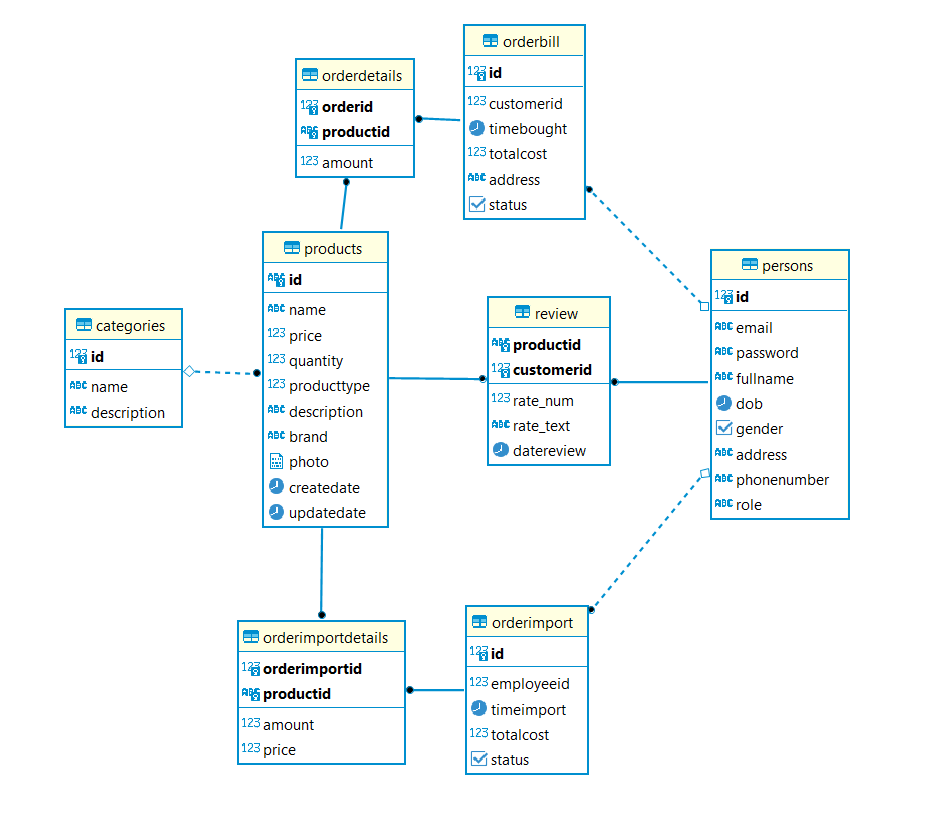 orderbill
123 id
123 customerid
timebought
123 totalcost
ABC address
status
orderdetails
123 orderid
ABC productid
123 amount
products
ABC id
ABC name
123 price
123 quantity
123 producttype
ABC description
ABC brand
photo
createdate
updatedate
persons
123 id
ABC email
ABC password
ABC fullname
dob
gender
ABC address
ABC phonenumber
ABC role
review
ABC productid
123 customerid
123 rate_num
ABC rate_text
datereview
categories
123 id
ABC name
ABC description
orderimportdetails
123 orderimportid
ABC productid
123 amount
123 price
orderimport
123 id
123 employeeid
timeimport
123 totalcost
status